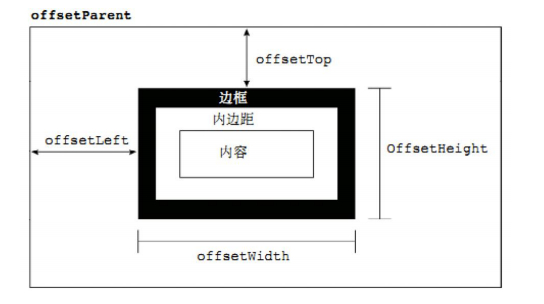 offsetParent
offsetTop
边框
内边距
offsetLeft
内容
OffsetHeight
offsetWidth